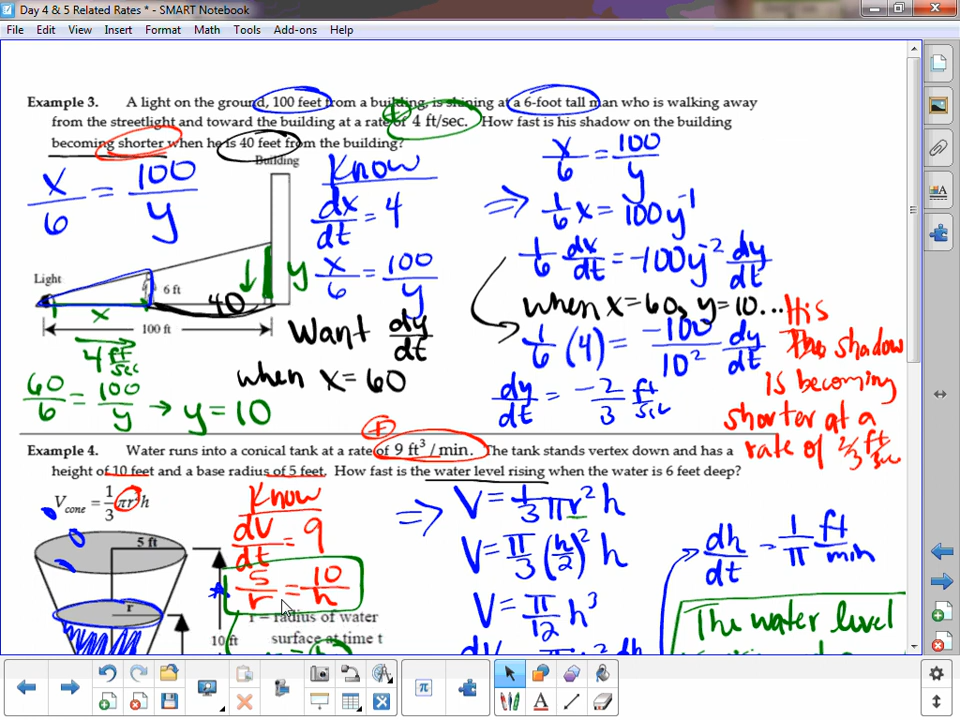 Day 4 & 5 Related Rates * - SMART Notebook
File Edit View Insert Format Math Tools Add-ons Help
Example 3. A light on the ground, 100 feet from a building, is shining at a 6-foot tall man who is walking away
from the streetlight and toward the building at a rate of 4 ft/sec. How fast is his shadow on the building
becoming shorter when he is 40 feet from the building?
+
x/6 = 100/y
Building
Light
6 ft
x
y
40
100 ft
4 ft/sec
60/6 = 100/y → y = 10
Know
dx/dt = 4
x/6 = 100/y
Want dy/dt
when x = 60
x/6 = 100/y
⇒ 1/6 x = 100y⁻¹
1/6 dx/dt = -100y⁻² dy/dt
when x=60, y=10...
1/6 (4) = -100/10² dy/dt
dy/dt = -2/3 ft/sec
His
shadow
is becoming
shorter at a
rate of 2/3 ft/sec
+
Example 4. Water runs into a conical tank at a rate of 9 ft³/min. The tank stands vertex down and has a
height of 10 feet and a base radius of 5 feet. How fast is the water level rising when the water is 6 feet deep?
V cone = 1/3 πr²h
5 ft
r
10 ft
Know
dV/dt = 9
5/r = 10/h
r = radius of water
surface at time t
⇒ V = 1/3 πr²h
V = π/3 (h/2)² h
V = π/12 h³
dh/dt = 1/π ft/min
The water level